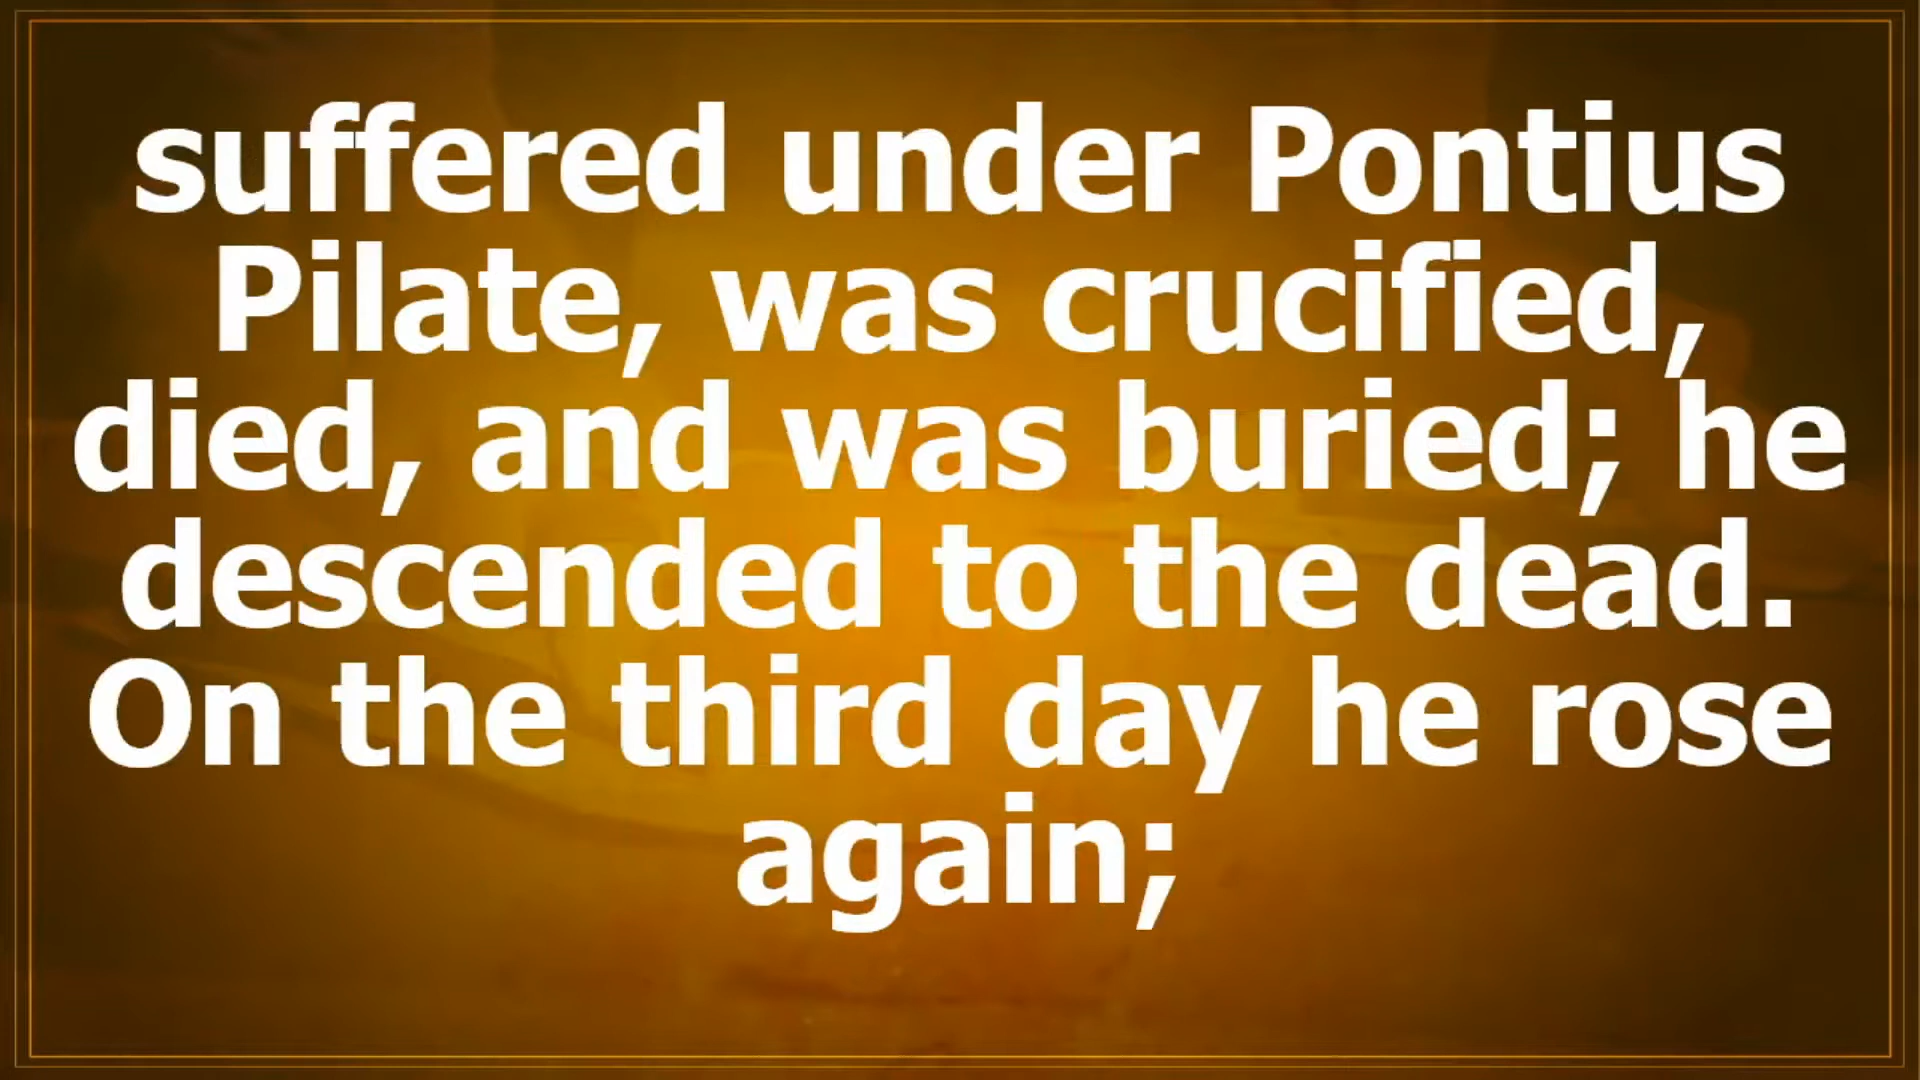 suffered under Pontius
Pilate, was crucified,
died, and was buried; he
descended to the dead.
On the third day he rose
again;